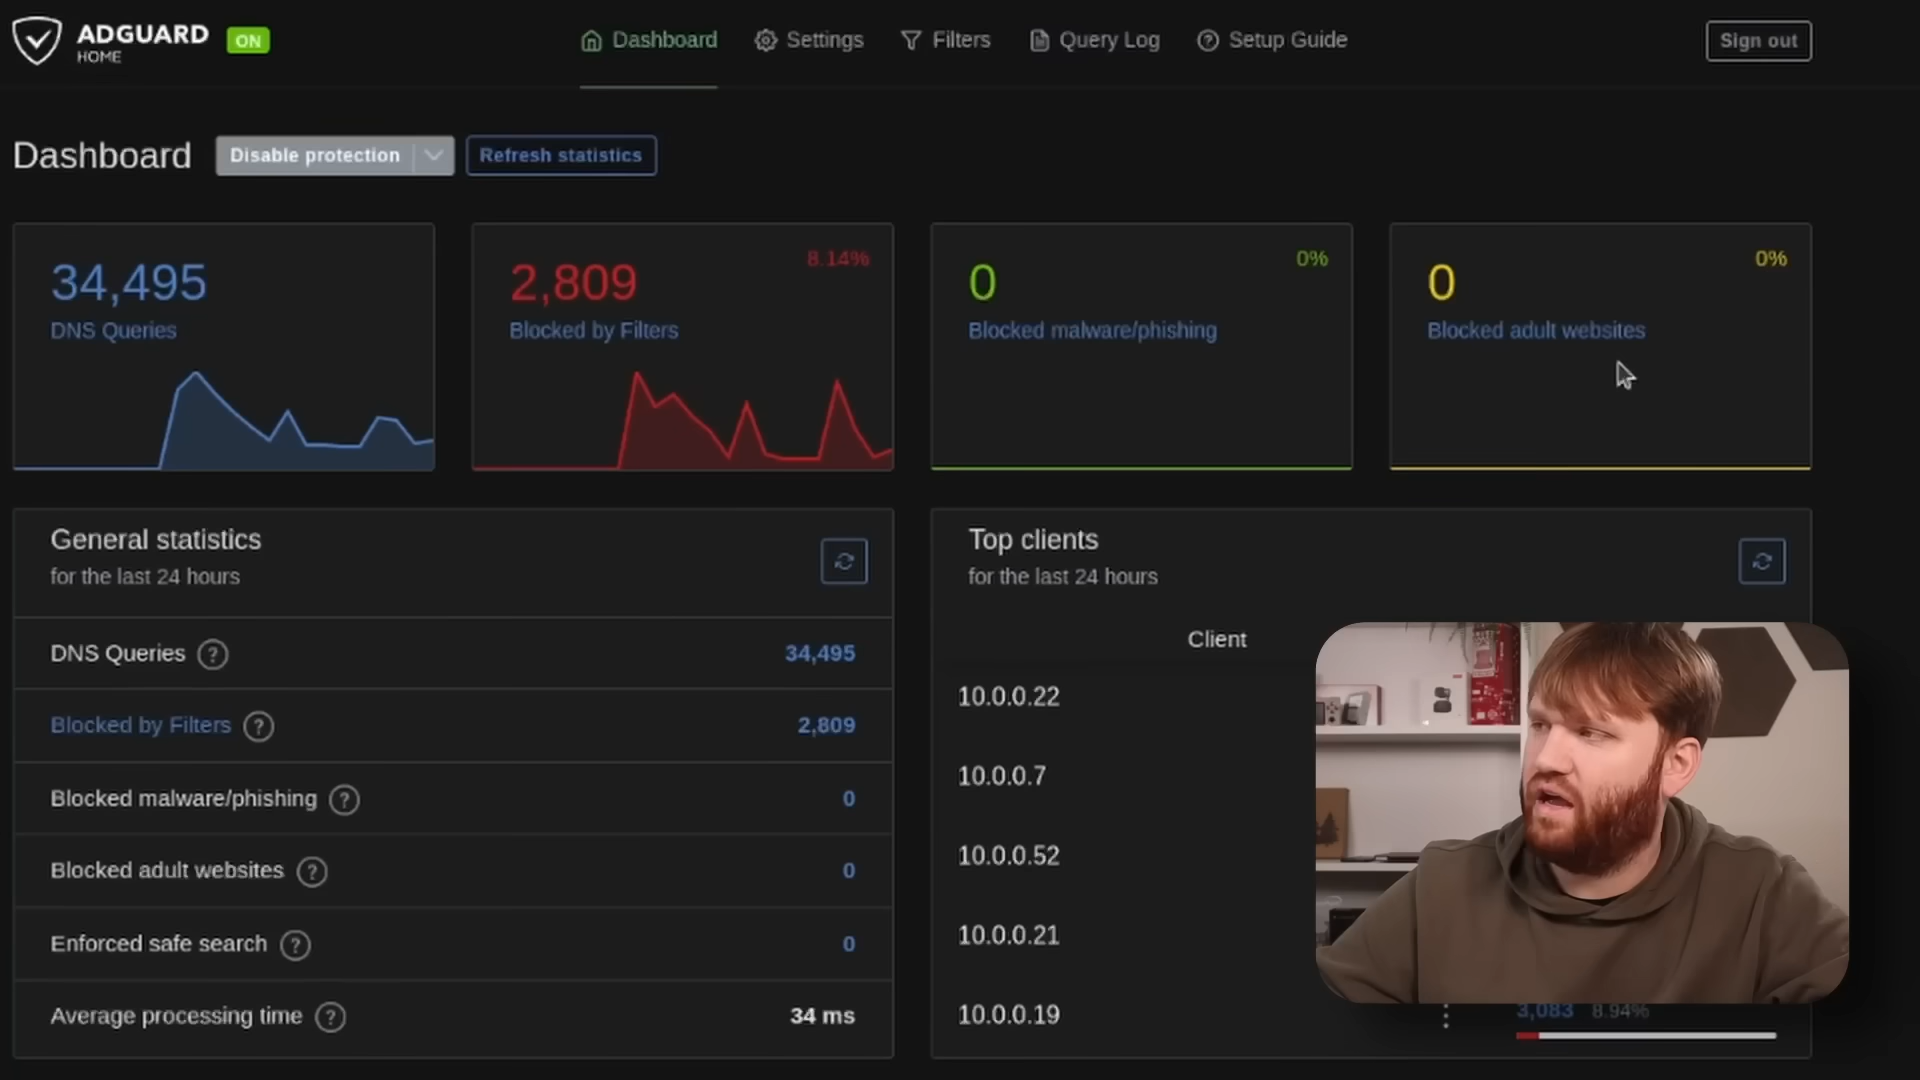 ADGUARD
HOME
ON
Dashboard
Settings
Filters
Query Log
Setup Guide
Sign out
Dashboard
Disable protection
Refresh statistics
34,495
DNS Queries
8.14%
2,809
Blocked by Filters
0%
0
Blocked malware/phishing
0%
0
Blocked adult websites
General statistics
for the last 24 hours
DNS Queries ?
34,495
Blocked by Filters ?
2,809
Blocked malware/phishing ?
0
Blocked adult websites ?
0
Enforced safe search ?
0
Average processing time ?
34 ms
Top clients
for the last 24 hours
Client
10.0.0.22
10.0.0.7
10.0.0.52
10.0.0.21
10.0.0.19
3,083 8.94%